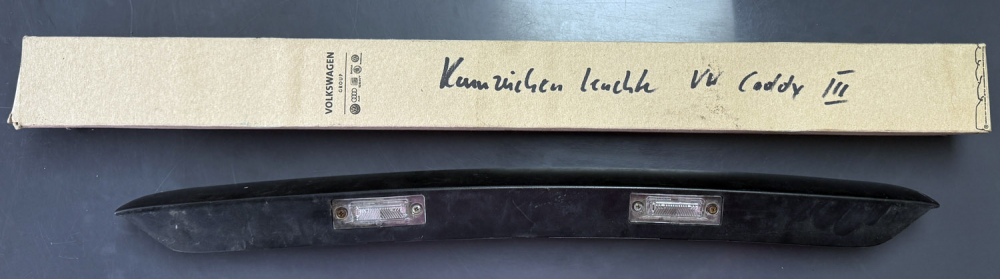 VOLKSWAGEN
GROUP
Kennzeichen leuchte VW Caddy III